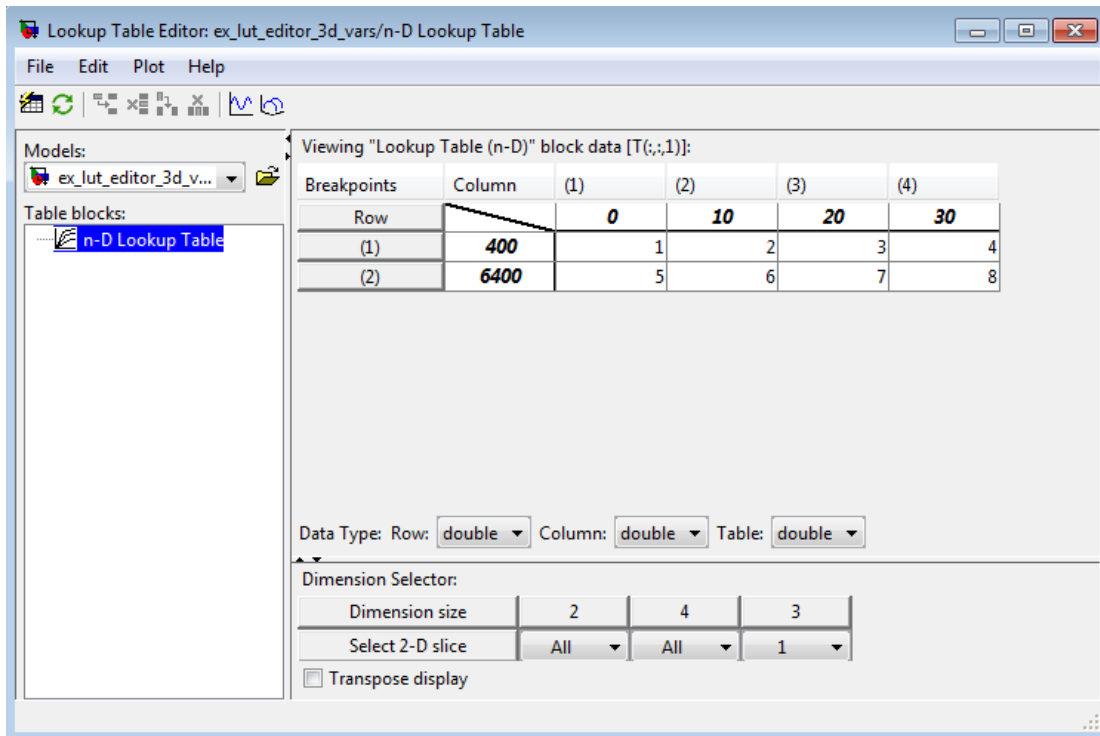 Lookup Table Editor: ex_lut_editor_3d_vars/n-D Lookup Table
File Edit Plot Help
Models:
ex_lut_editor_3d_v...
Table blocks:
n-D Lookup Table
Viewing "Lookup Table (n-D)" block data [T(:,:,1)]:
Breakpoints Column (1) (2) (3) (4)
Row 0 10 20 30
(1) 400 1 2 3 4
(2) 6400 5 6 7 8
Data Type: Row: double Column: double Table: double
Dimension Selector:
Dimension size 2 4 3
Select 2-D slice All All 1
Transpose display